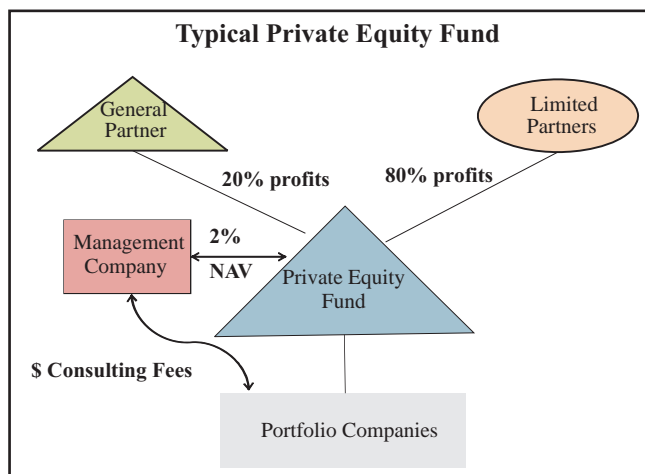 Typical Private Equity Fund
General
Partner
Limited
Partners
20% profits
80% profits
Management
Company
2%
NAV
Private Equity
Fund
$ Consulting Fees
Portfolio Companies